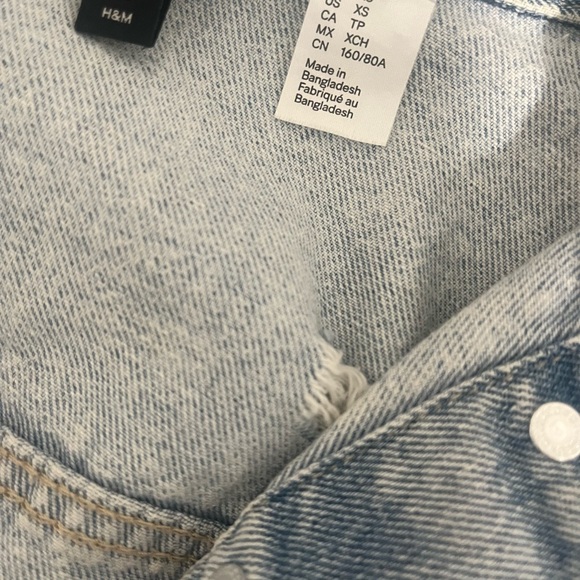 H&M
US XS
CA TP
MX XCH
CN 160/80A
Made in
Bangladesh
Fabriqué au
Bangladesh